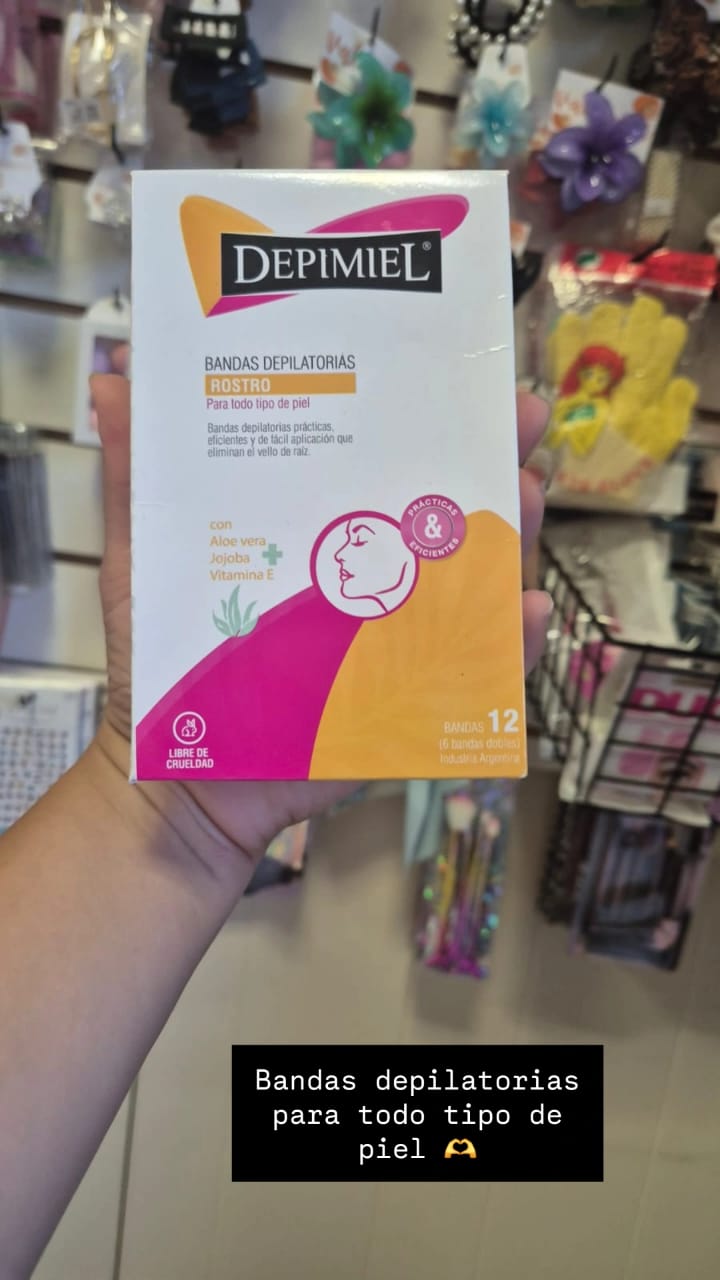 DEPIMIEL®
BANDAS DEPILATORIAS
ROSTRO
Para todo tipo de piel
Bandas depilatorias prácticas,
eficientes y de fácil aplicación que
eliminan el vello de raíz.
PRÁCTICAS
&
EFICIENTES
con
Aloe vera
Jojoba
Vitamina E
LIBRE DE
CRUELDAD
BANDAS 12
(6 bandas dobles)
Industria Argentina
Bandas depilatorias
para todo tipo de
piel 🫶